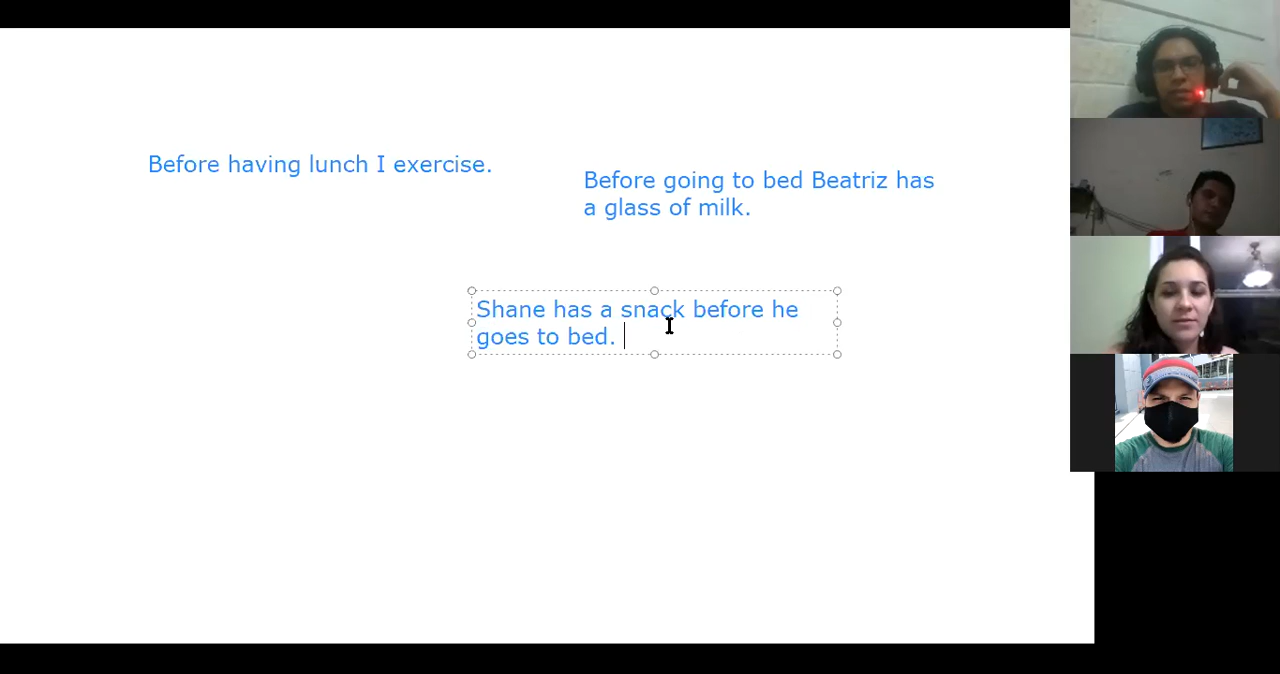 Before having lunch I exercise.
Before going to bed Beatriz has
a glass of milk.
Shane has a snack before he
goes to bed.